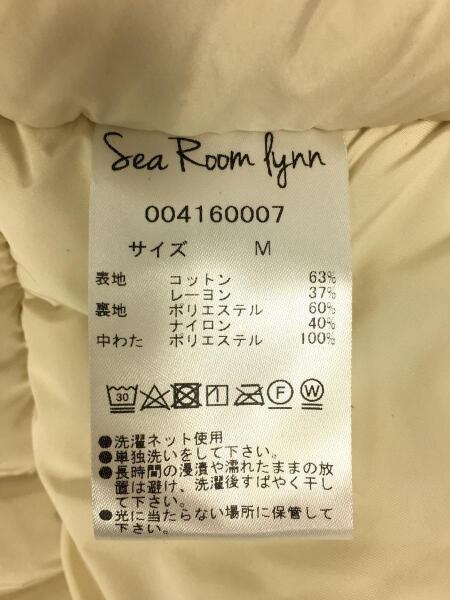 Sea Room lynn
004160007
サイズ M
表地 コットン 63%
レーヨン 37%
裏地 ポリエステル 60%
ナイロン 40%
中わた ポリエステル 100%
30 F W
●洗濯ネット使用
●単独洗いをして下さい。
●長時間の浸漬や濡れたままの放
置は避け、洗濯後すばやく干し
て下さい。
●光に当たらない場所に保管して
下さい。